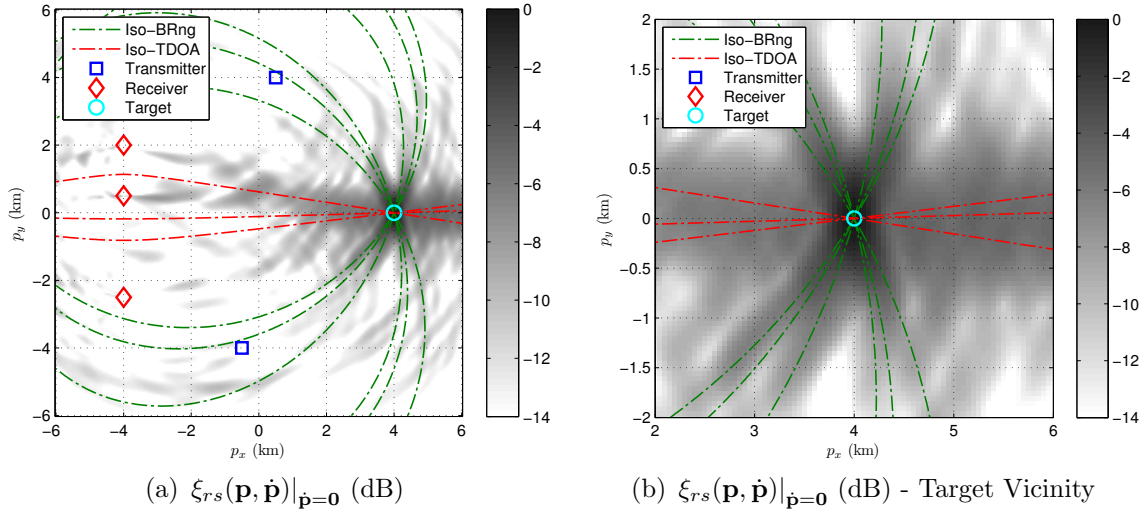 Iso−BRng
Iso−TDOA
Transmitter
Receiver
Target
6
4
2
0
−2
−4
−6
p_y (km)
−6 −4 −2 0 2 4 6
p_x (km)
0
−2
−4
−6
−8
−10
−12
−14
(a) ξ_{rs}(𝐩, 𝐩̇)|_{𝐩̇=𝟎} (dB)
Iso−BRng
Iso−TDOA
Transmitter
Receiver
Target
2
1.5
1
0.5
0
−0.5
−1
−1.5
−2
p_y (km)
2 3 4 5 6
p_x (km)
0
−2
−4
−6
−8
−10
−12
−14
(b) ξ_{rs}(𝐩, 𝐩̇)|_{𝐩̇=𝟎} (dB) - Target Vicinity